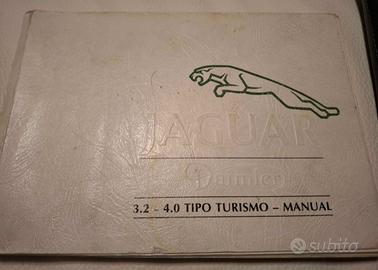 JAGUAR
Daimler
3.2 - 4.0 TIPO TURISMO - MANUAL
subito